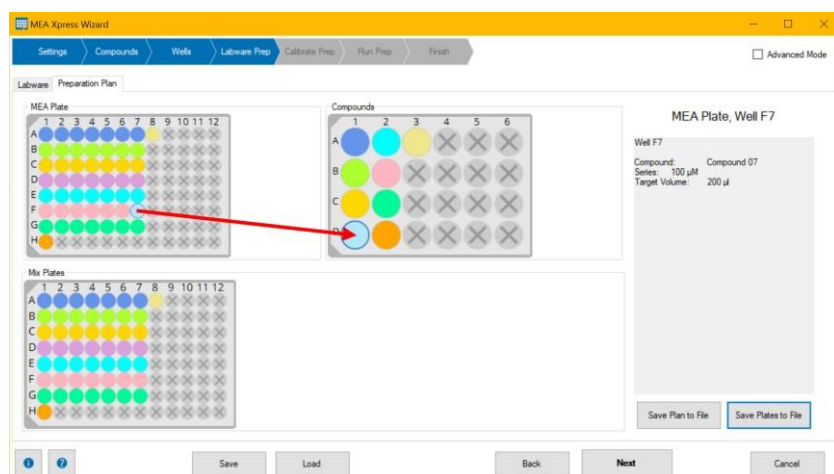 MEA Xpress Wizard
Settings Compounds Wells Labware Prep Calibrate Prep Run Prep Finish
Advanced Mode
Labware Preparation Plan
MEA Plate
1 2 3 4 5 6 7 8 9 10 11 12
A
B
C
D
E
F
G
H
Compounds
1 2 3 4 5 6
A
B
C
MEA Plate, Well F7
Well F7
Compound: Compound 07
Series: 100 µM
Target Volume: 200 µl
Mix Plates
1 2 3 4 5 6 7 8 9 10 11 12
A
B
C
D
E
F
G
H
Save Plan to File Save Plates to File
Save Load Back Next Cancel